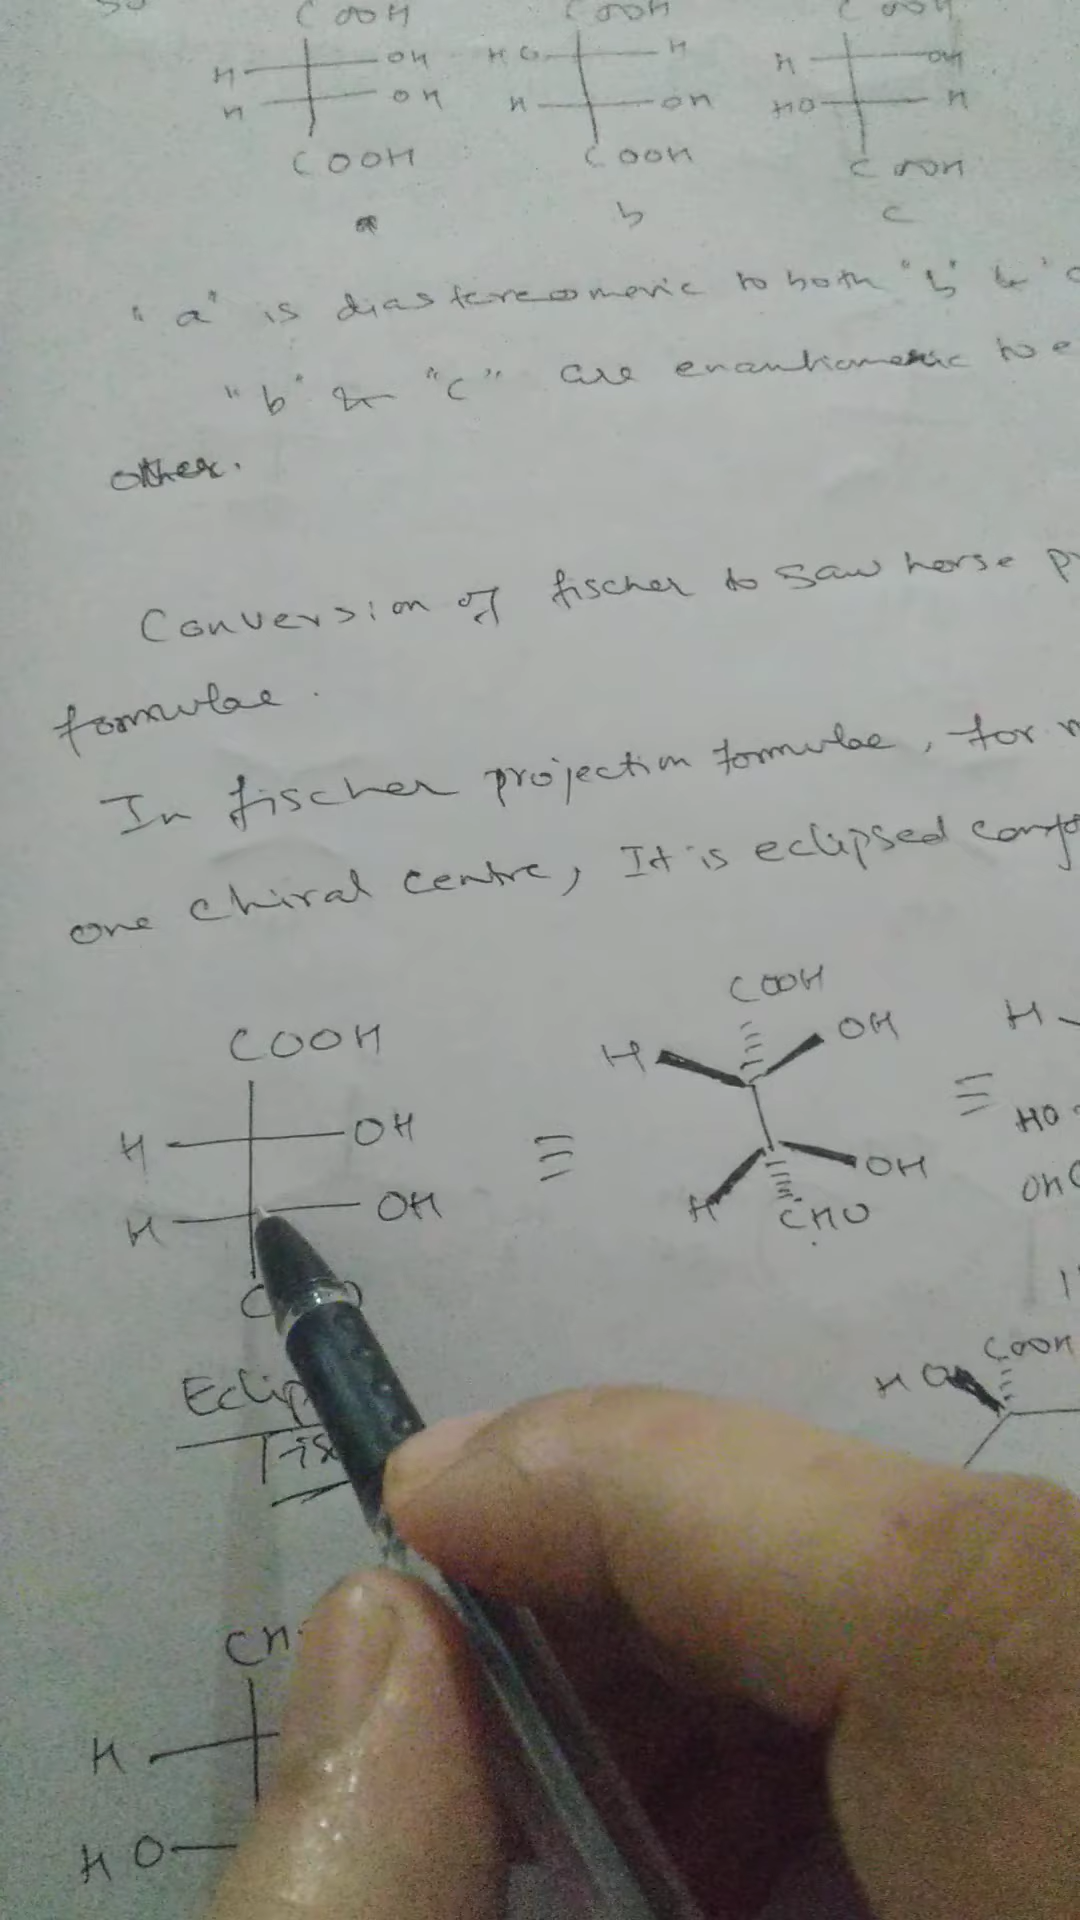 COOH COOH COOH
H OH HO H H OH
H OH H OH HO H
COOH COOH COOH
a b c
"a" is diastereomeric to both "b" &
"b" & "c" are enantiomeric to
other.
Conversion of fischer to saw horse
formulae.
In fischer projection formulae, for
one chiral centre, It is eclipsed
COOH COOH
H OH ≡ H OH ≡ H
H OH H OH HO
CHO OHC
COOH
HO
H
HO